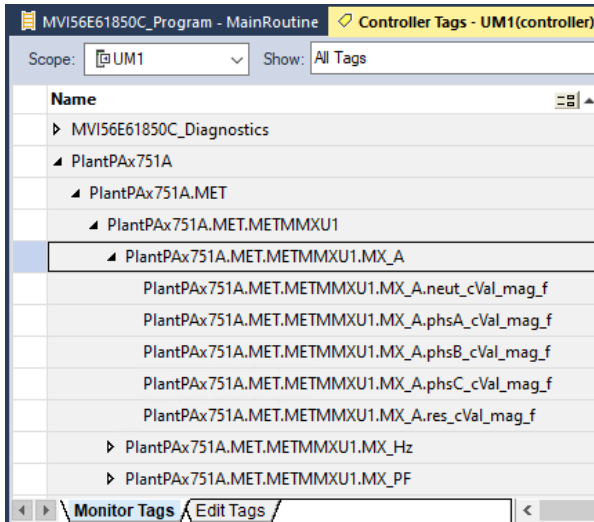 MVI56E61850C_Program - MainRoutine Controller Tags - UM1(controller)
Scope: UM1 Show: All Tags
Name
MVI56E61850C_Diagnostics
PlantPAx751A
PlantPAx751A.MET
PlantPAx751A.MET.METMMXU1
PlantPAx751A.MET.METMMXU1.MX_A
PlantPAx751A.MET.METMMXU1.MX_A.neut_cVal_mag_f
PlantPAx751A.MET.METMMXU1.MX_A.phsA_cVal_mag_f
PlantPAx751A.MET.METMMXU1.MX_A.phsB_cVal_mag_f
PlantPAx751A.MET.METMMXU1.MX_A.phsC_cVal_mag_f
PlantPAx751A.MET.METMMXU1.MX_A.res_cVal_mag_f
PlantPAx751A.MET.METMMXU1.MX_Hz
PlantPAx751A.MET.METMMXU1.MX_PF
Monitor Tags Edit Tags